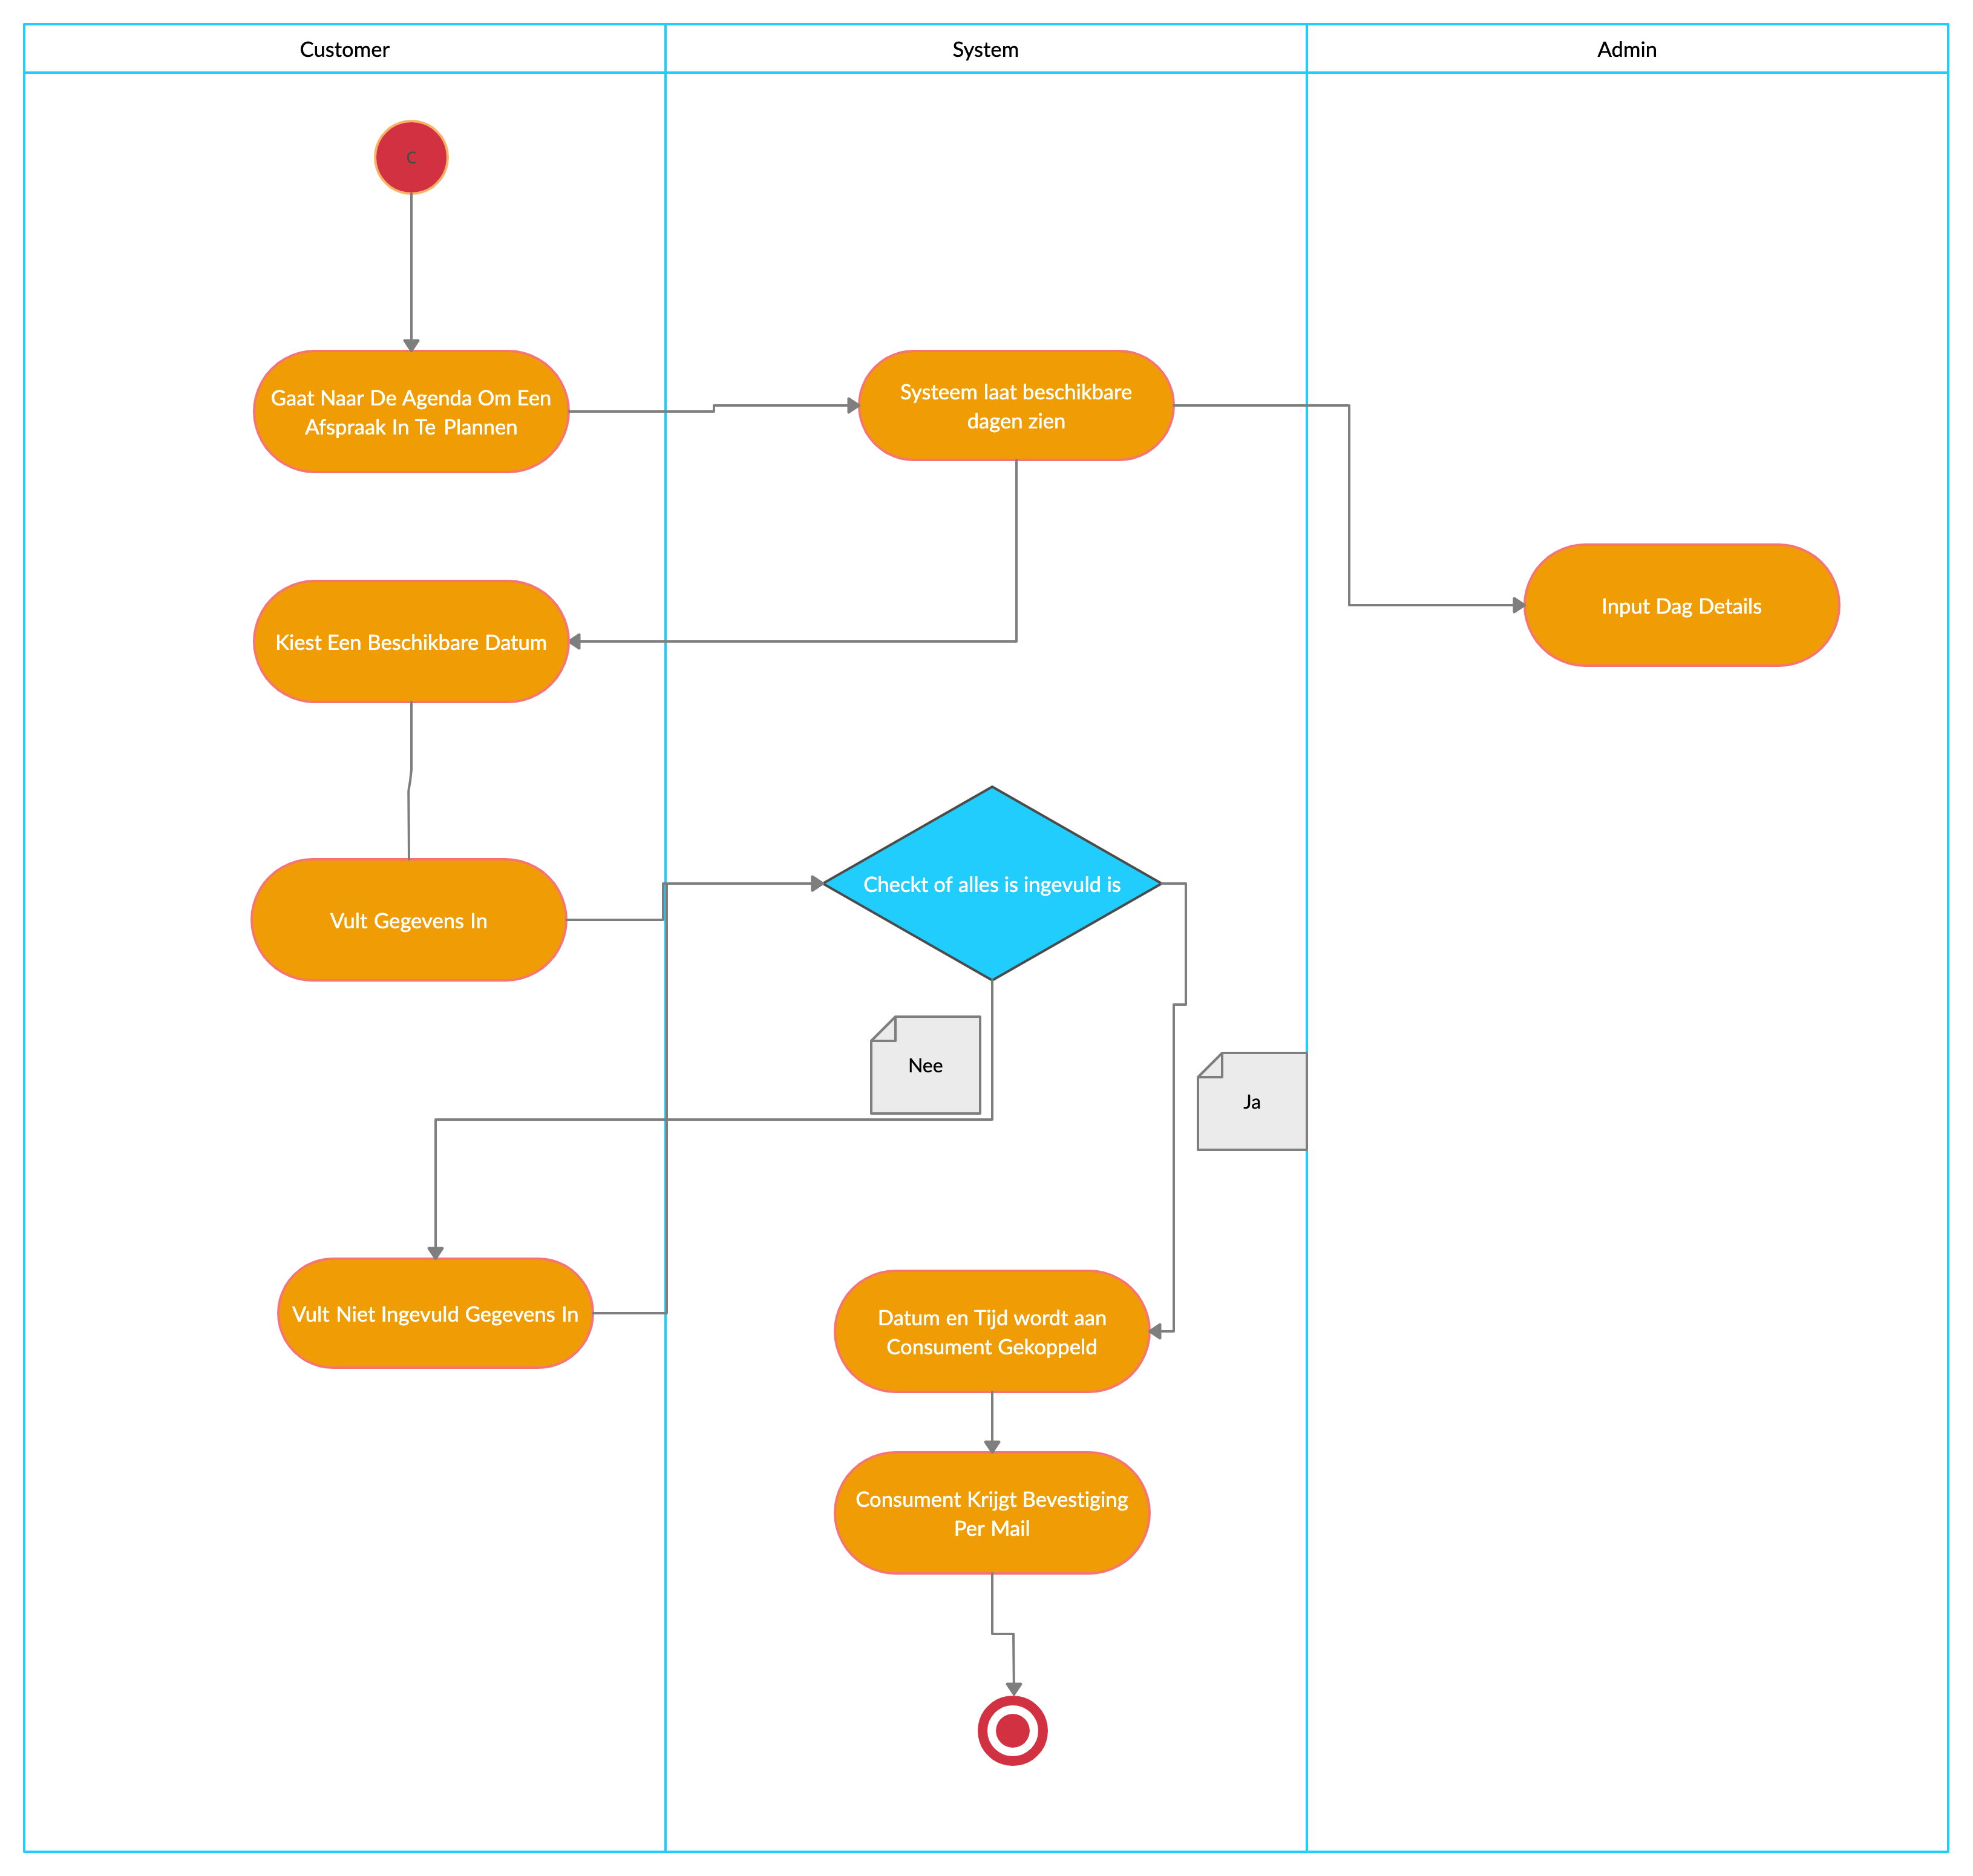 Customer
System
Admin
C
Gaat Naar De Agenda Om Een
Afspraak In Te Plannen
Systeem laat beschikbare
dagen zien
Input Dag Details
Kiest Een Beschikbare Datum
Checkt of alles is ingevuld is
Vult Gegevens In
Nee
Ja
Vult Niet Ingevuld Gegevens In
Datum en Tijd wordt aan
Consument Gekoppeld
Consument Krijgt Bevestiging
Per Mail